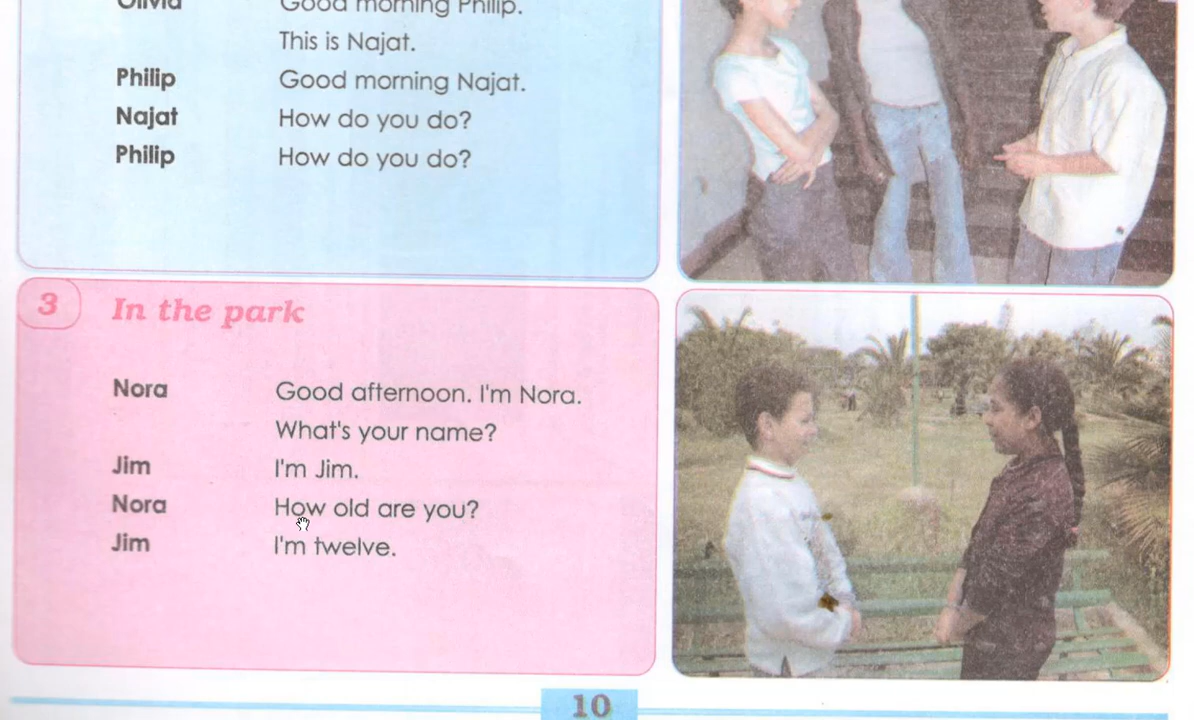 Olivia Good morning Philip.
This is Najat.
Philip Good morning Najat.
Najat How do you do?
Philip How do you do?
3 In the park
Nora Good afternoon. I'm Nora.
What's your name?
Jim I'm Jim.
Nora How old are you?
Jim I'm twelve.
10